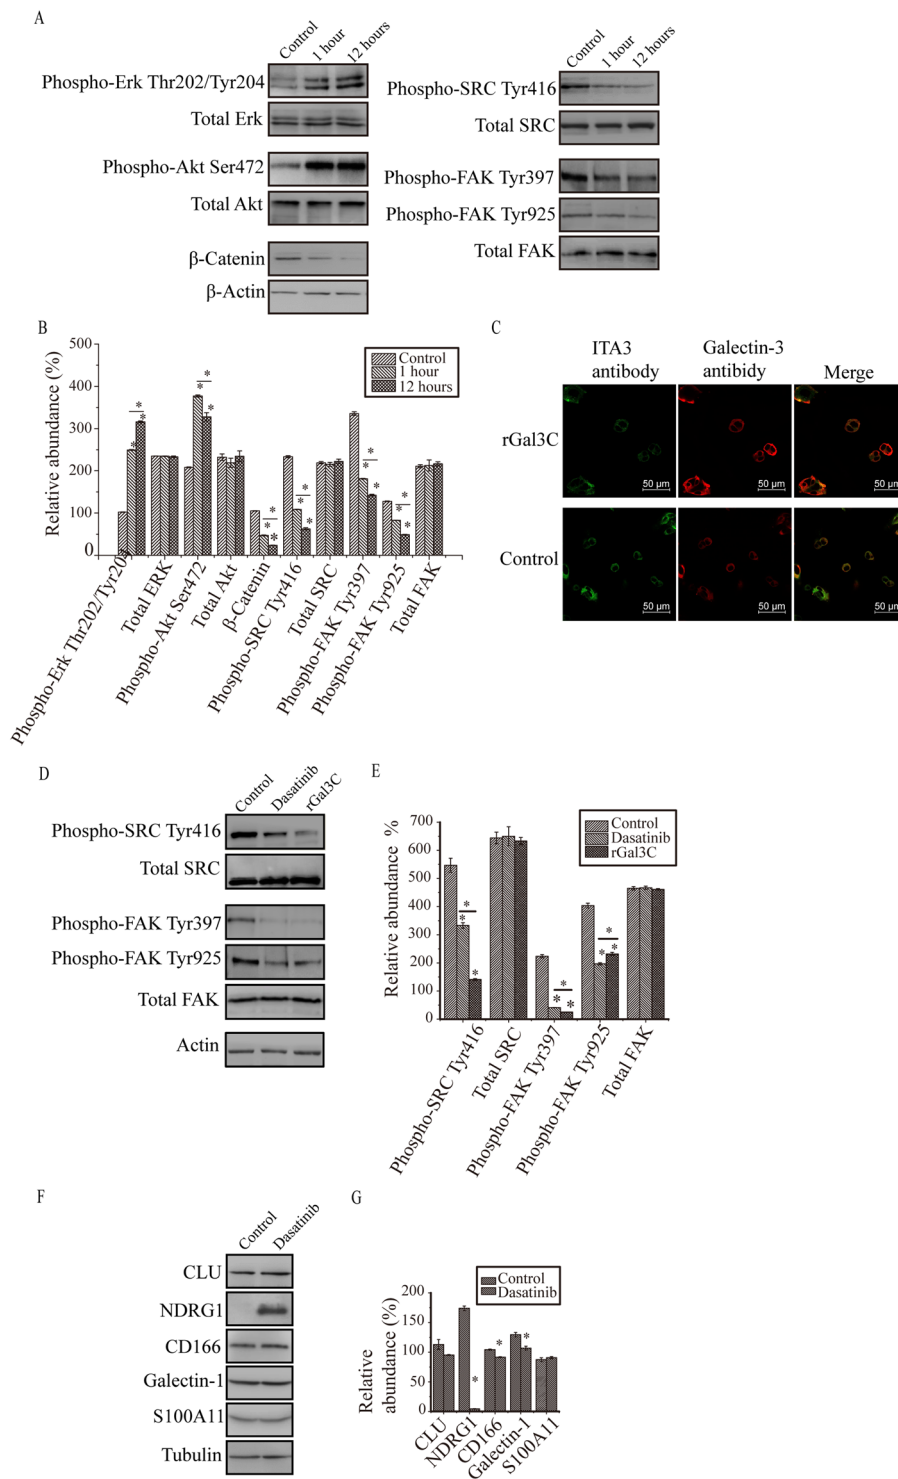 A
Control
1 hour
12 hours
Phospho-Erk Thr202/Tyr204
Total Erk
Phospho-Akt Ser472
Total Akt
β-Catenin
β-Actin
Control
1 hour
12 hours
Phospho-SRC Tyr416
Total SRC
Phospho-FAK Tyr397
Phospho-FAK Tyr925
Total FAK
B
Relative abundance (%)
500
400
300
200
100
0
Control
1 hour
12 hours
* * * * * * * * * * * * * * * * * *
Phospho-Erk Thr202/Tyr204
Total ERK
Phospho-Akt Ser472
Total Akt
β-Catenin
Phospho-SRC Tyr416
Total SRC
Phospho-FAK Tyr397
Phospho-FAK Tyr925
Total FAK
C
ITA3
antibody
Galectin-3
antibidy
Merge
rGal3C
50 µm
50 µm
50 µm
Control
50 µm
50 µm
50 µm
D
Control
Dasatinib
rGal3C
Phospho-SRC Tyr416
Total SRC
Phospho-FAK Tyr397
Phospho-FAK Tyr925
Total FAK
Actin
E
Relative abundance %
700
600
500
400
300
200
100
0
Control
Dasatinib
rGal3C
* * * * * * * * *
Phospho-SRC Tyr416
Total SRC
Phospho-FAK Tyr397
Phospho-FAK Tyr925
Total FAK
F
Control
Dasatinib
CLU
NDRG1
CD166
Galectin-1
S100A11
Tubulin
G
Relative
abundance (%)
200
150
100
50
0
Control
Dasatinib
* * *
CLU
NDRG1
CD166
Galectin-1
S100A11